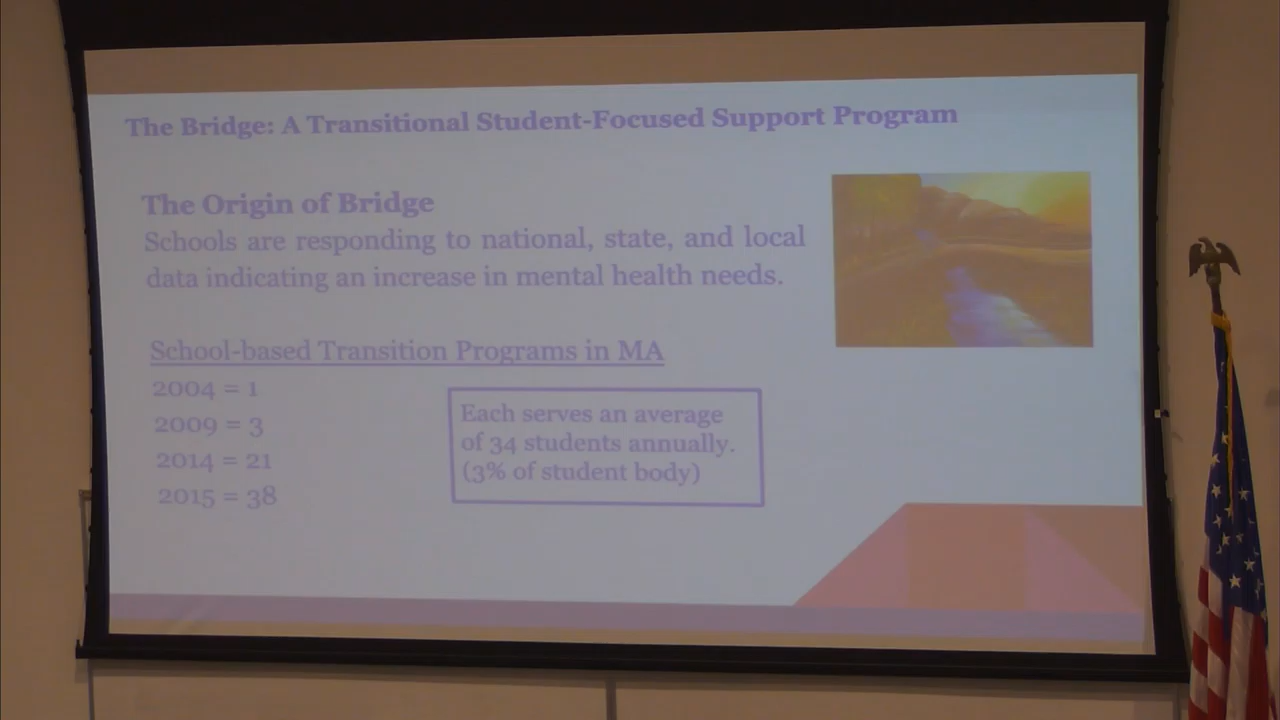 The Bridge: A Transitional Student-Focused Support Program
The Origin of Bridge
Schools are responding to national, state, and local
data indicating an increase in mental health needs.
School-based Transition Programs in MA
2004 = 1
2009 = 3
2014 = 21
2015 = 38
Each serves an average
of 34 students annually.
(3% of student body)